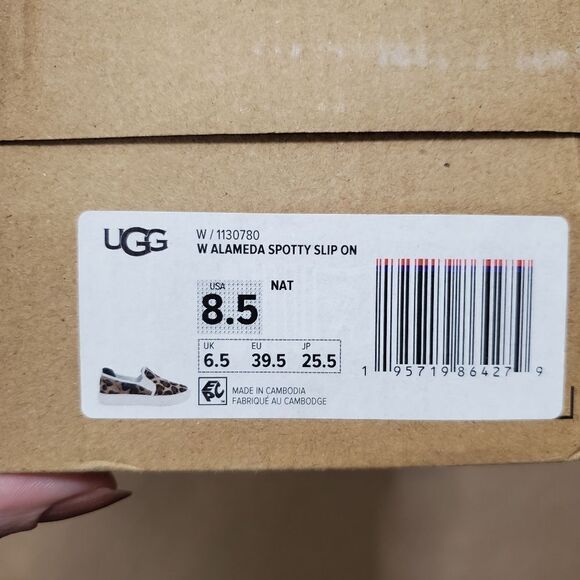 UGG
W / 1130780
W ALAMEDA SPOTTY SLIP ON
USA
8.5
NAT
UK EU JP
6.5 39.5 25.5
MADE IN CAMBODIA
FABRIQUÉ AU CAMBODGE
1 95719 86427 9